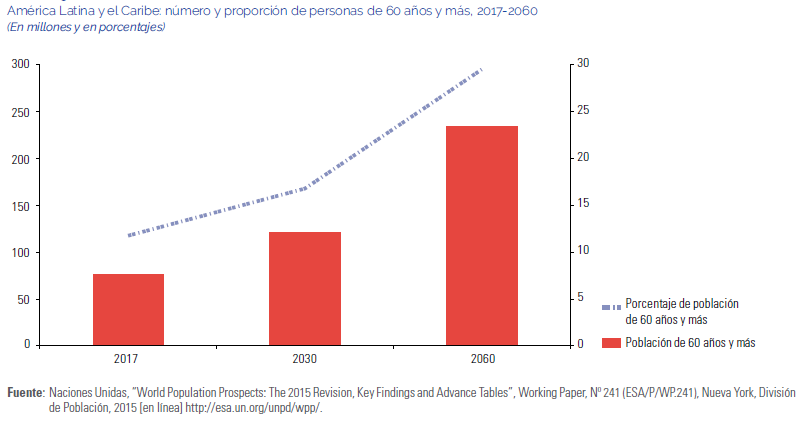 América Latina y el Caribe: número y proporción de personas de 60 años y más, 2017-2060
(En millones y en porcentajes)
300 30
250 25
200 20
150 15
100 10
50 5
0 0
2017 2030 2060
Porcentaje de población
de 60 años y más
Población de 60 años y más
Fuente: Naciones Unidas, “World Population Prospects: The 2015 Revision, Key Findings and Advance Tables”, Working Paper, Nº 241 (ESA/P/WP.241), Nueva York, División
de Población, 2015 [en línea] http://esa.un.org/unpd/wpp/.